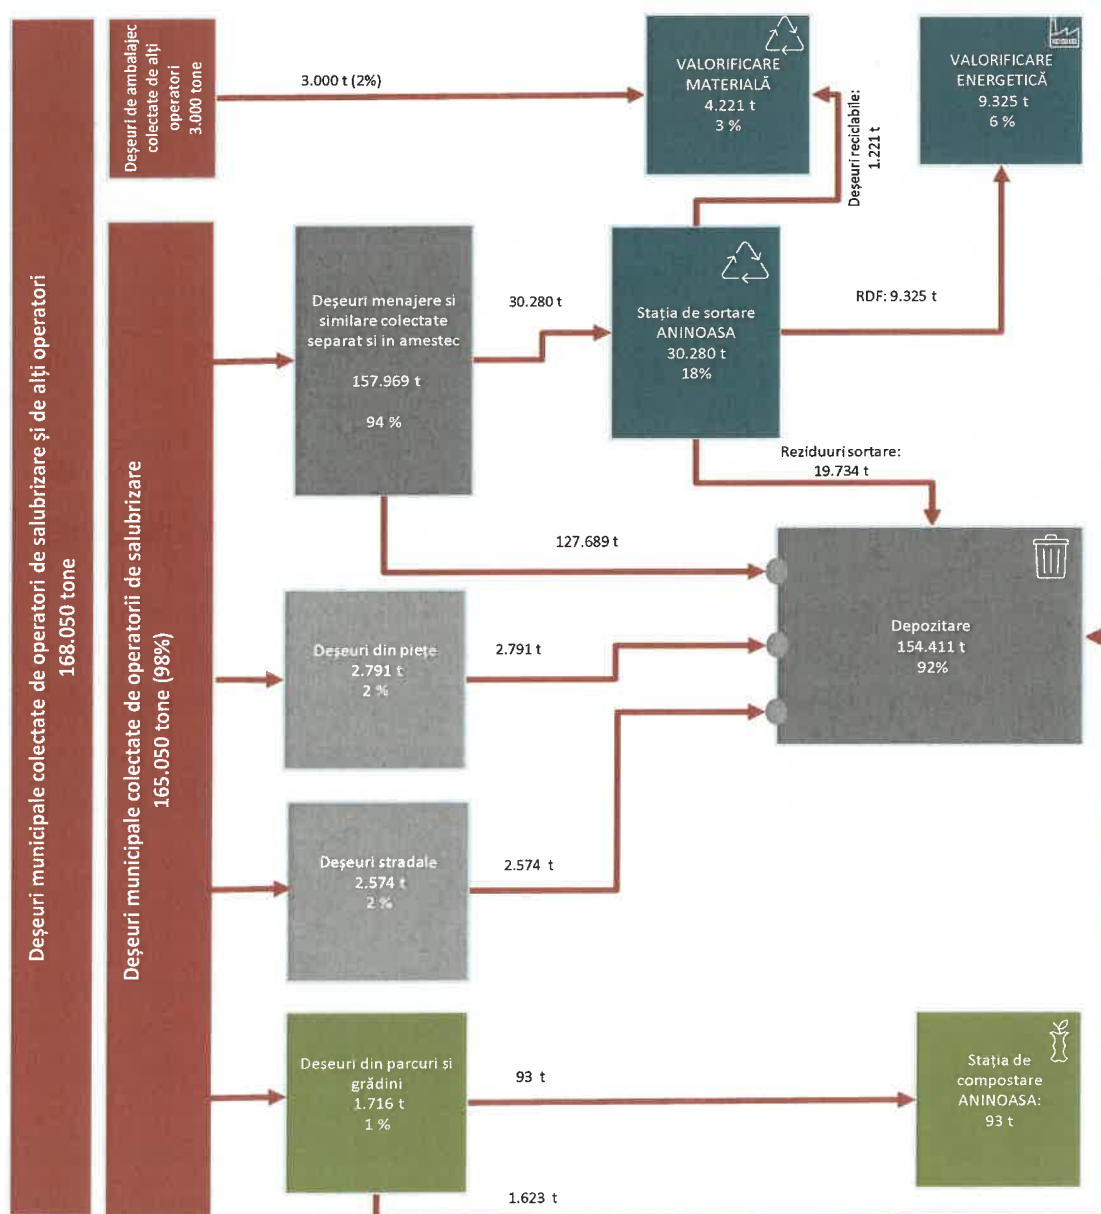 Deșeuri municipale colectate de operatori de salubrizare și de alți operatori
168.050 tone
Deșeuri de ambalajec
colectate de alți
operatori
3.000 tone
3.000 t (2%)
VALORIFICARE
MATERIALĂ
4.221 t
3 %
Deșeuri reciclabile:
1.221 t
VALORIFICARE
ENERGETICĂ
9.325 t
6 %
Deșeuri municipale colectate de operatorii de salubrizare
165.050 tone (98%)
Deșeuri menajere si
similare colectate
separat si in amestec
157.969 t
94 %
30.280 t
Stația de sortare
ANINOASA
30.280 t
18%
RDF: 9.325 t
Reziduuri sortare:
19.734 t
127.689 t
Depozitare
154.411 t
92%
Deșeuri din piețe
2.791 t
2 %
2.791 t
Deșeuri stradale
2.574 t
2 %
2.574 t
Deșeuri din parcuri și
grădini
1.716 t
1 %
93 t
Stația de
compostare
ANINOASA:
93 t
1.623 t